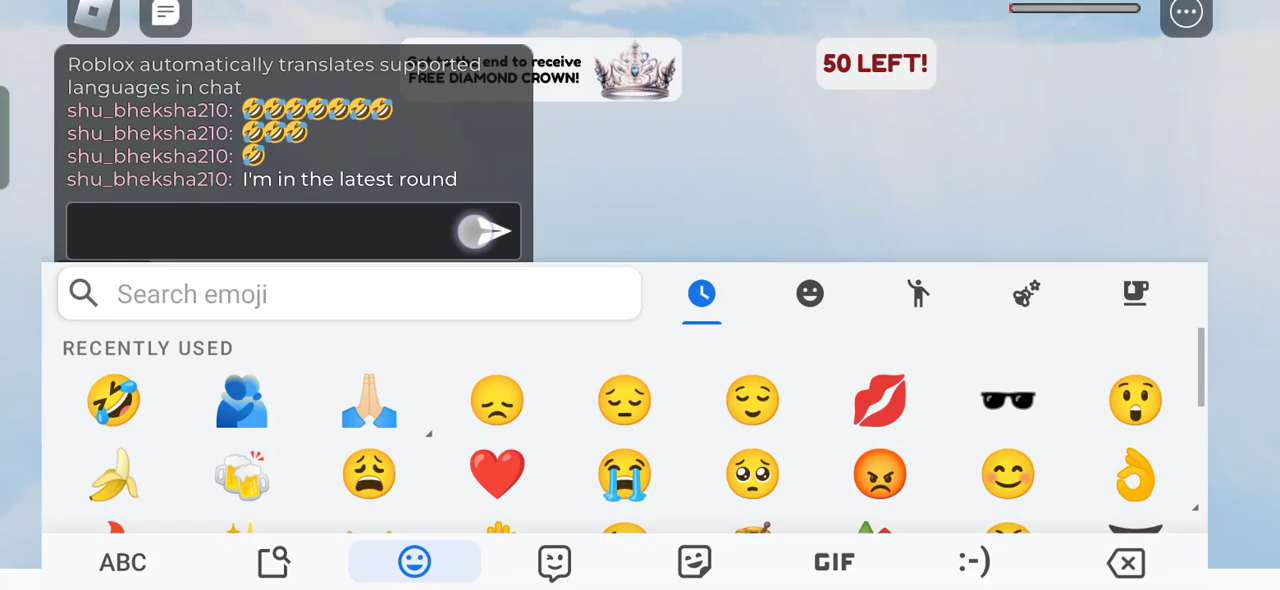 Roblox automatically translates supported
languages in chat
shu_bheksha210: 🤣🤣🤣🤣🤣🤣🤣
shu_bheksha210: 🤣🤣🤣
shu_bheksha210: 🤣
shu_bheksha210: I'm in the latest round
end to receive
FREE DIAMOND CROWN!
50 LEFT!
Search emoji
RECENTLY USED
ABC
GIF
:-)